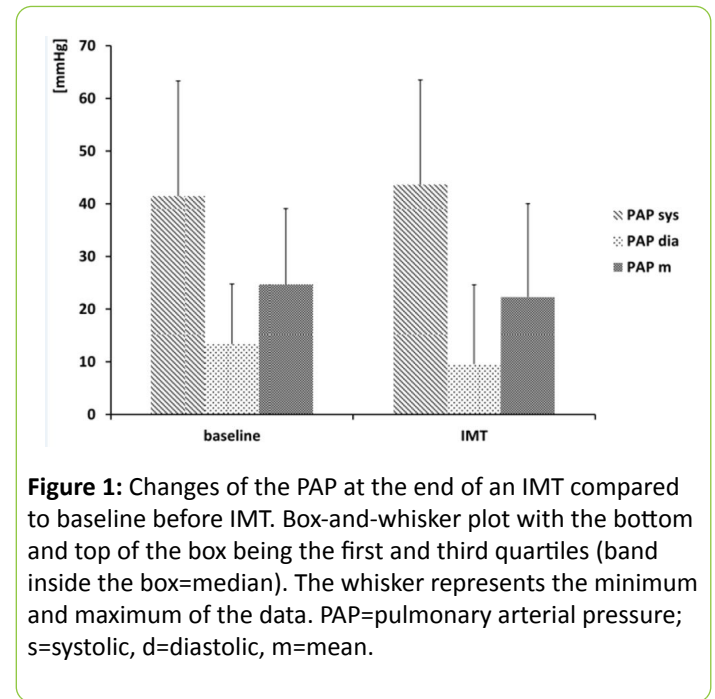 [mmHg]
70
60
50
40
30
20
10
0
baseline
IMT
PAP sys
PAP dia
PAP m
Figure 1: Changes of the PAP at the end of an IMT compared
to baseline before IMT. Box-and-whisker plot with the bottom
and top of the box being the first and third quartiles (band
inside the box=median). The whisker represents the minimum
and maximum of the data. PAP=pulmonary arterial pressure;
s=systolic, d=diastolic, m=mean.